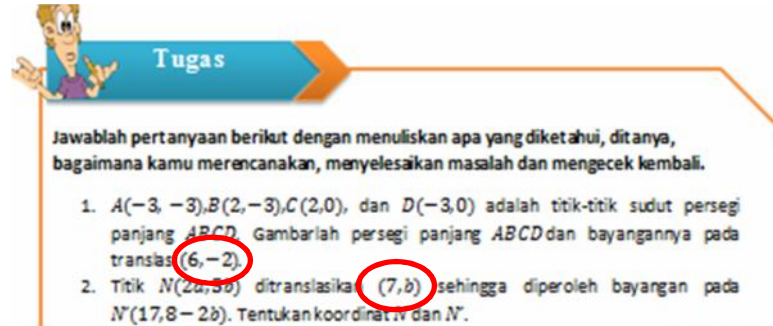 Tugas
Jawablah pertanyaan berikut dengan menuliskan apa yang diketahui, ditanya,
bagaimana kamu merencanakan, menyelesaikan masalah dan mengecek kembali.
1. A(−3, −3),B(2,−3),C(2,0), dan D(−3,0) adalah titik-titik sudut persegi
panjang ABCD. Gambarlah persegi panjang ABCD dan bayangannya pada
translasi (6,−2).
2. Titik N(2a,3b) ditranslasikan (7,b) sehingga diperoleh bayangan pada
N'(17,8−2b). Tentukan koordinat N dan N'.